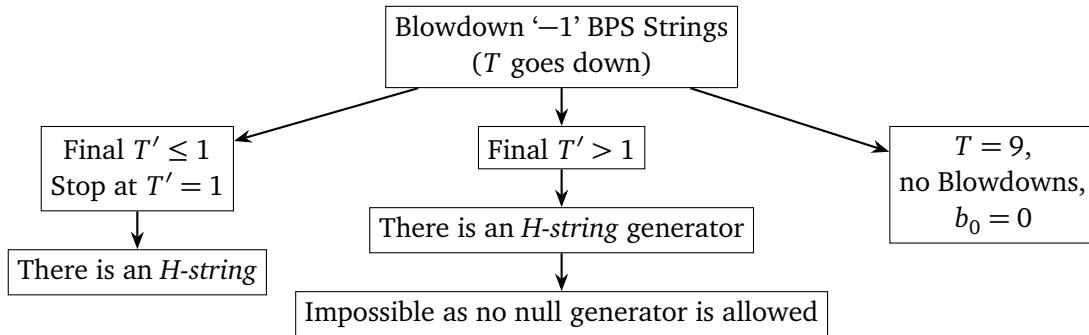 Blowdown ‘−1’ BPS Strings
(T goes down)
Final T′ ≤ 1
Stop at T′ = 1
Final T′ > 1
T = 9,
no Blowdowns,
b₀ = 0
There is an H-string
There is an H-string generator
Impossible as no null generator is allowed